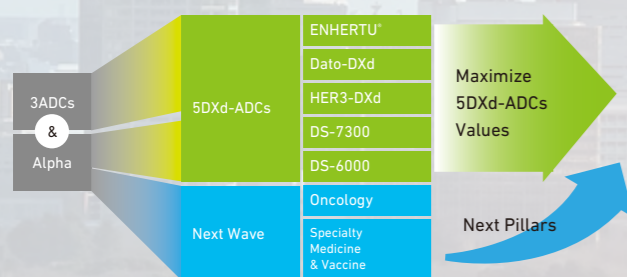 3ADCs
&
Alpha
5DXd-ADCs
Next Wave
ENHERTU®
Dato-DXd
HER3-DXd
DS-7300
DS-6000
Oncology
Specialty
Medicine
& Vaccine
Maximize
5DXd-ADCs
Values
Next Pillars